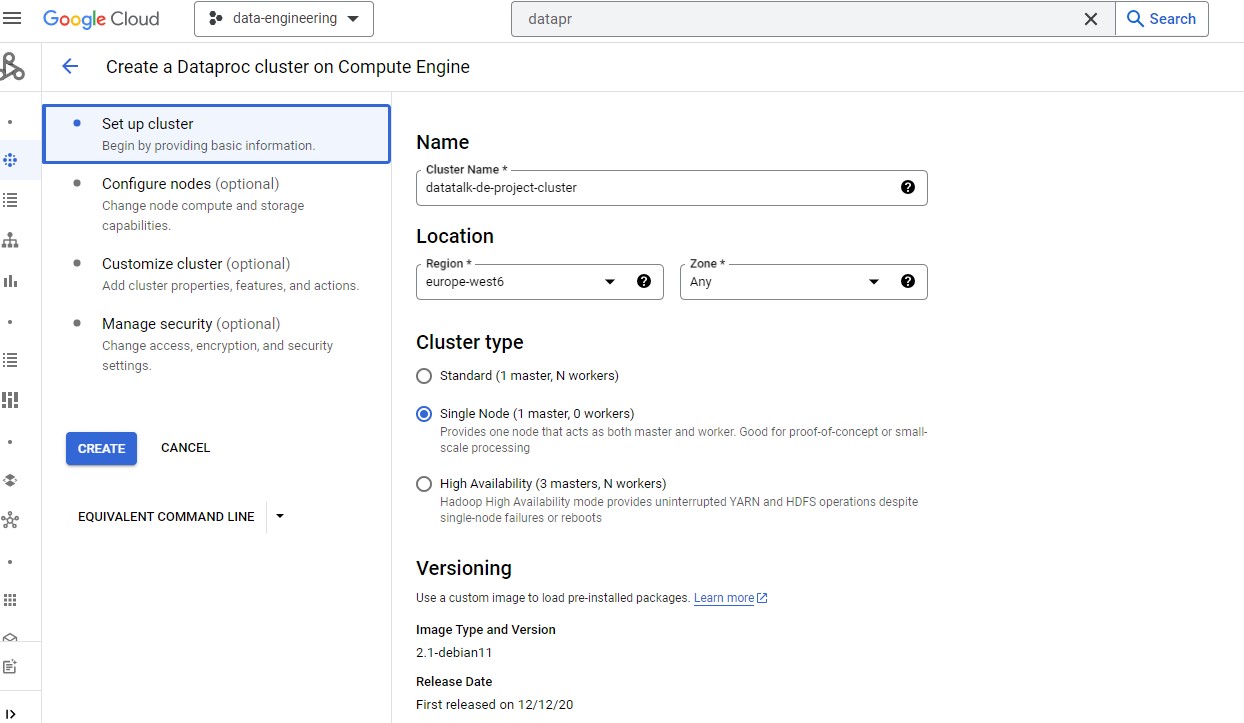 Google Cloud
data-engineering
datapr
Search
Create a Dataproc cluster on Compute Engine
Set up cluster
Begin by providing basic information.
Configure nodes (optional)
Change node compute and storage
capabilities.
Customize cluster (optional)
Add cluster properties, features, and actions.
Manage security (optional)
Change access, encryption, and security
settings.
CREATE
CANCEL
EQUIVALENT COMMAND LINE
Name
Cluster Name *
datatalk-de-project-cluster
Location
Region *
europe-west6
Zone *
Any
Cluster type
Standard (1 master, N workers)
Single Node (1 master, 0 workers)
Provides one node that acts as both master and worker. Good for proof-of-concept or small-
scale processing
High Availability (3 masters, N workers)
Hadoop High Availability mode provides uninterrupted YARN and HDFS operations despite
single-node failures or reboots
Versioning
Use a custom image to load pre-installed packages. Learn more
Image Type and Version
2.1-debian11
Release Date
First released on 12/12/20